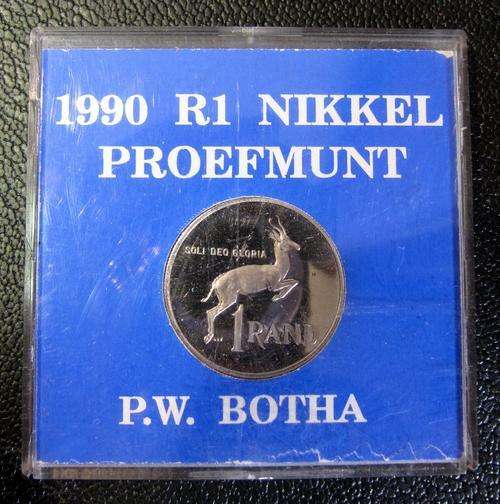 1990 R1 NIKKEL
PROEFMUNT
SOLI DEO GLORIA
1 RAND
P.W. BOTHA